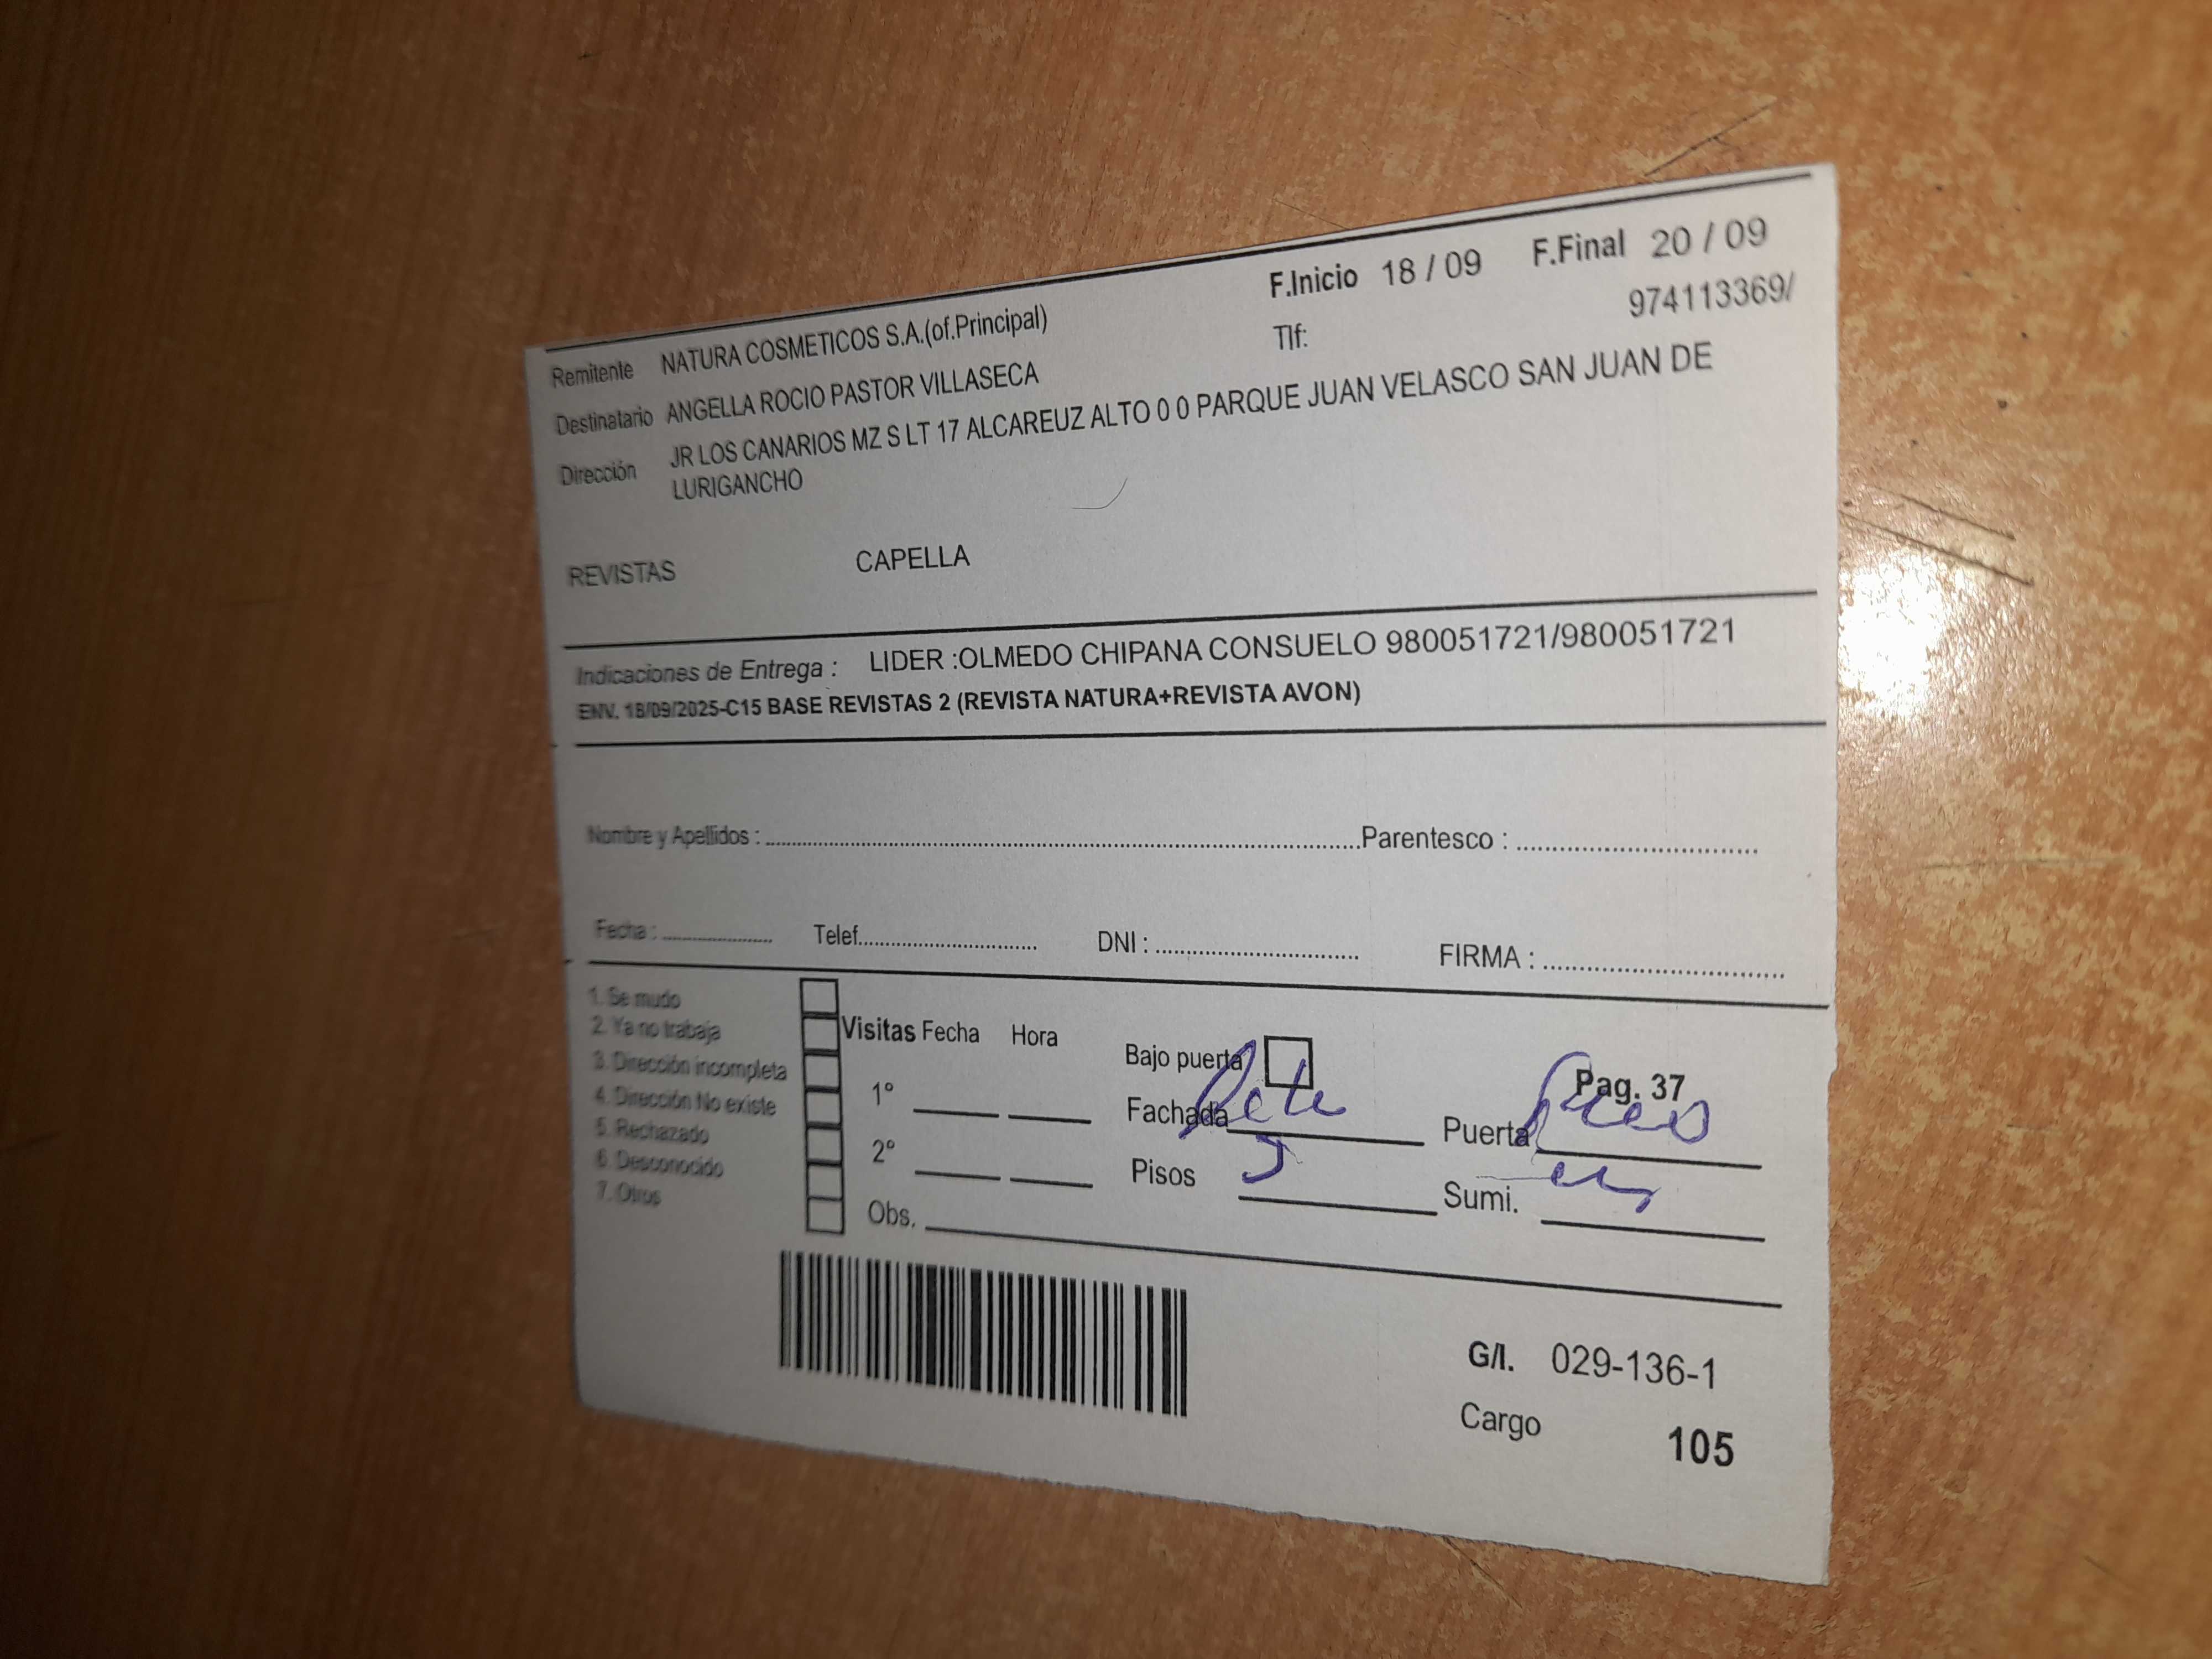 F.Inicio 18 / 09 F.Final 20 / 09
Remitente NATURA COSMETICOS S.A.(of.Principal)
Tlf: 974113369/
Destinatario ANGELLA ROCIO PASTOR VILLASECA
Dirección JR LOS CANARIOS MZ S LT 17 ALCAREUZ ALTO 0 0 PARQUE JUAN VELASCO SAN JUAN DE
LURIGANCHO
REVISTAS CAPELLA
Indicaciones de Entrega : LIDER :OLMEDO CHIPANA CONSUELO 980051721/980051721
ENV. 18/09/2025-C15 BASE REVISTAS 2 (REVISTA NATURA+REVISTA AVON)
Nombre y Apellidos : Parentesco :
Fecha : Telef. DNI : FIRMA :
1. Se mudo
2. Ya no trabaja
3. Dirección incompleta
4. Dirección No existe
5. Rechazado
6. Desconocido
7. Otros
Visitas Fecha Hora
1°
2°
Obs.
Bajo puerta Pag. 37
Fachada Puerta
Pisos Sumi.
G/I. 029-136-1
Cargo 105